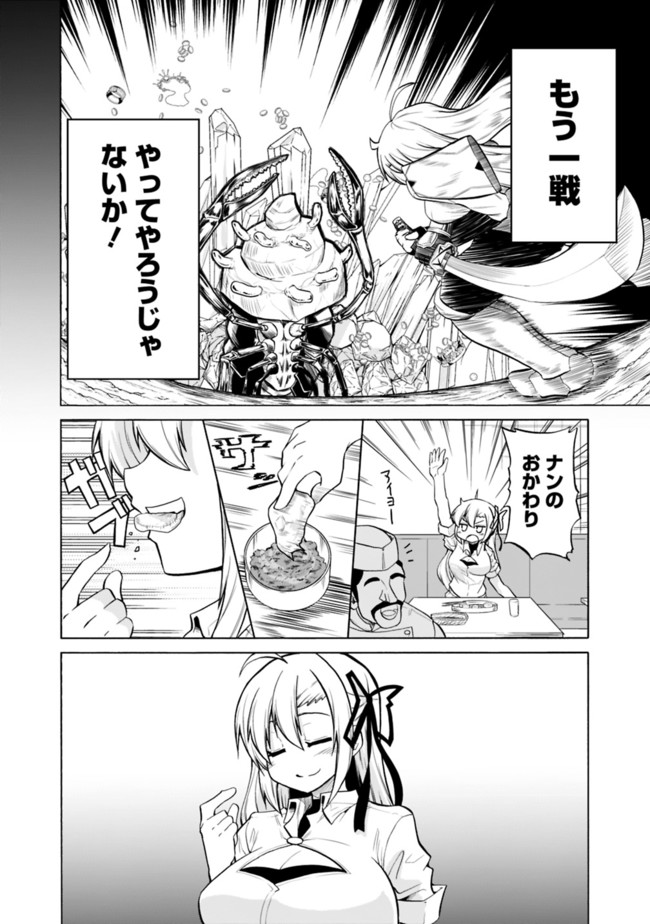 もう一戦
やってやろうじゃ
ないか！
ナンの
おかわり
マイヨー
ザッ
ガブ